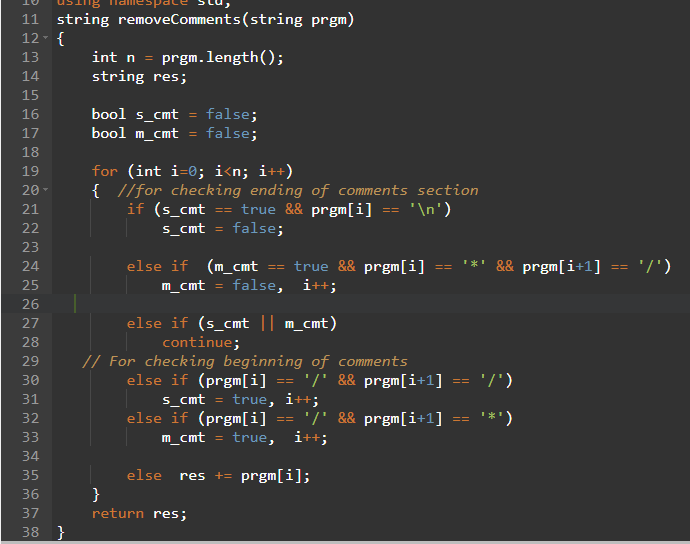 10 using namespace std;
11 string removeComments(string prgm)
12 {
13 int n = prgm.length();
14 string res;
15
16 bool s_cmt = false;
17 bool m_cmt = false;
18
19 for (int i=0; i<n; i++)
20 { //for checking ending of comments section
21 if (s_cmt == true && prgm[i] == '\n')
22 s_cmt = false;
23
24 else if (m_cmt == true && prgm[i] == '*' && prgm[i+1] == '/')
25 m_cmt = false, i++;
26
27 else if (s_cmt || m_cmt)
28 continue;
29 // For checking beginning of comments
30 else if (prgm[i] == '/' && prgm[i+1] == '/')
31 s_cmt = true, i++;
32 else if (prgm[i] == '/' && prgm[i+1] == '*')
33 m_cmt = true, i++;
34
35 else res += prgm[i];
36 }
37 return res;
38 }